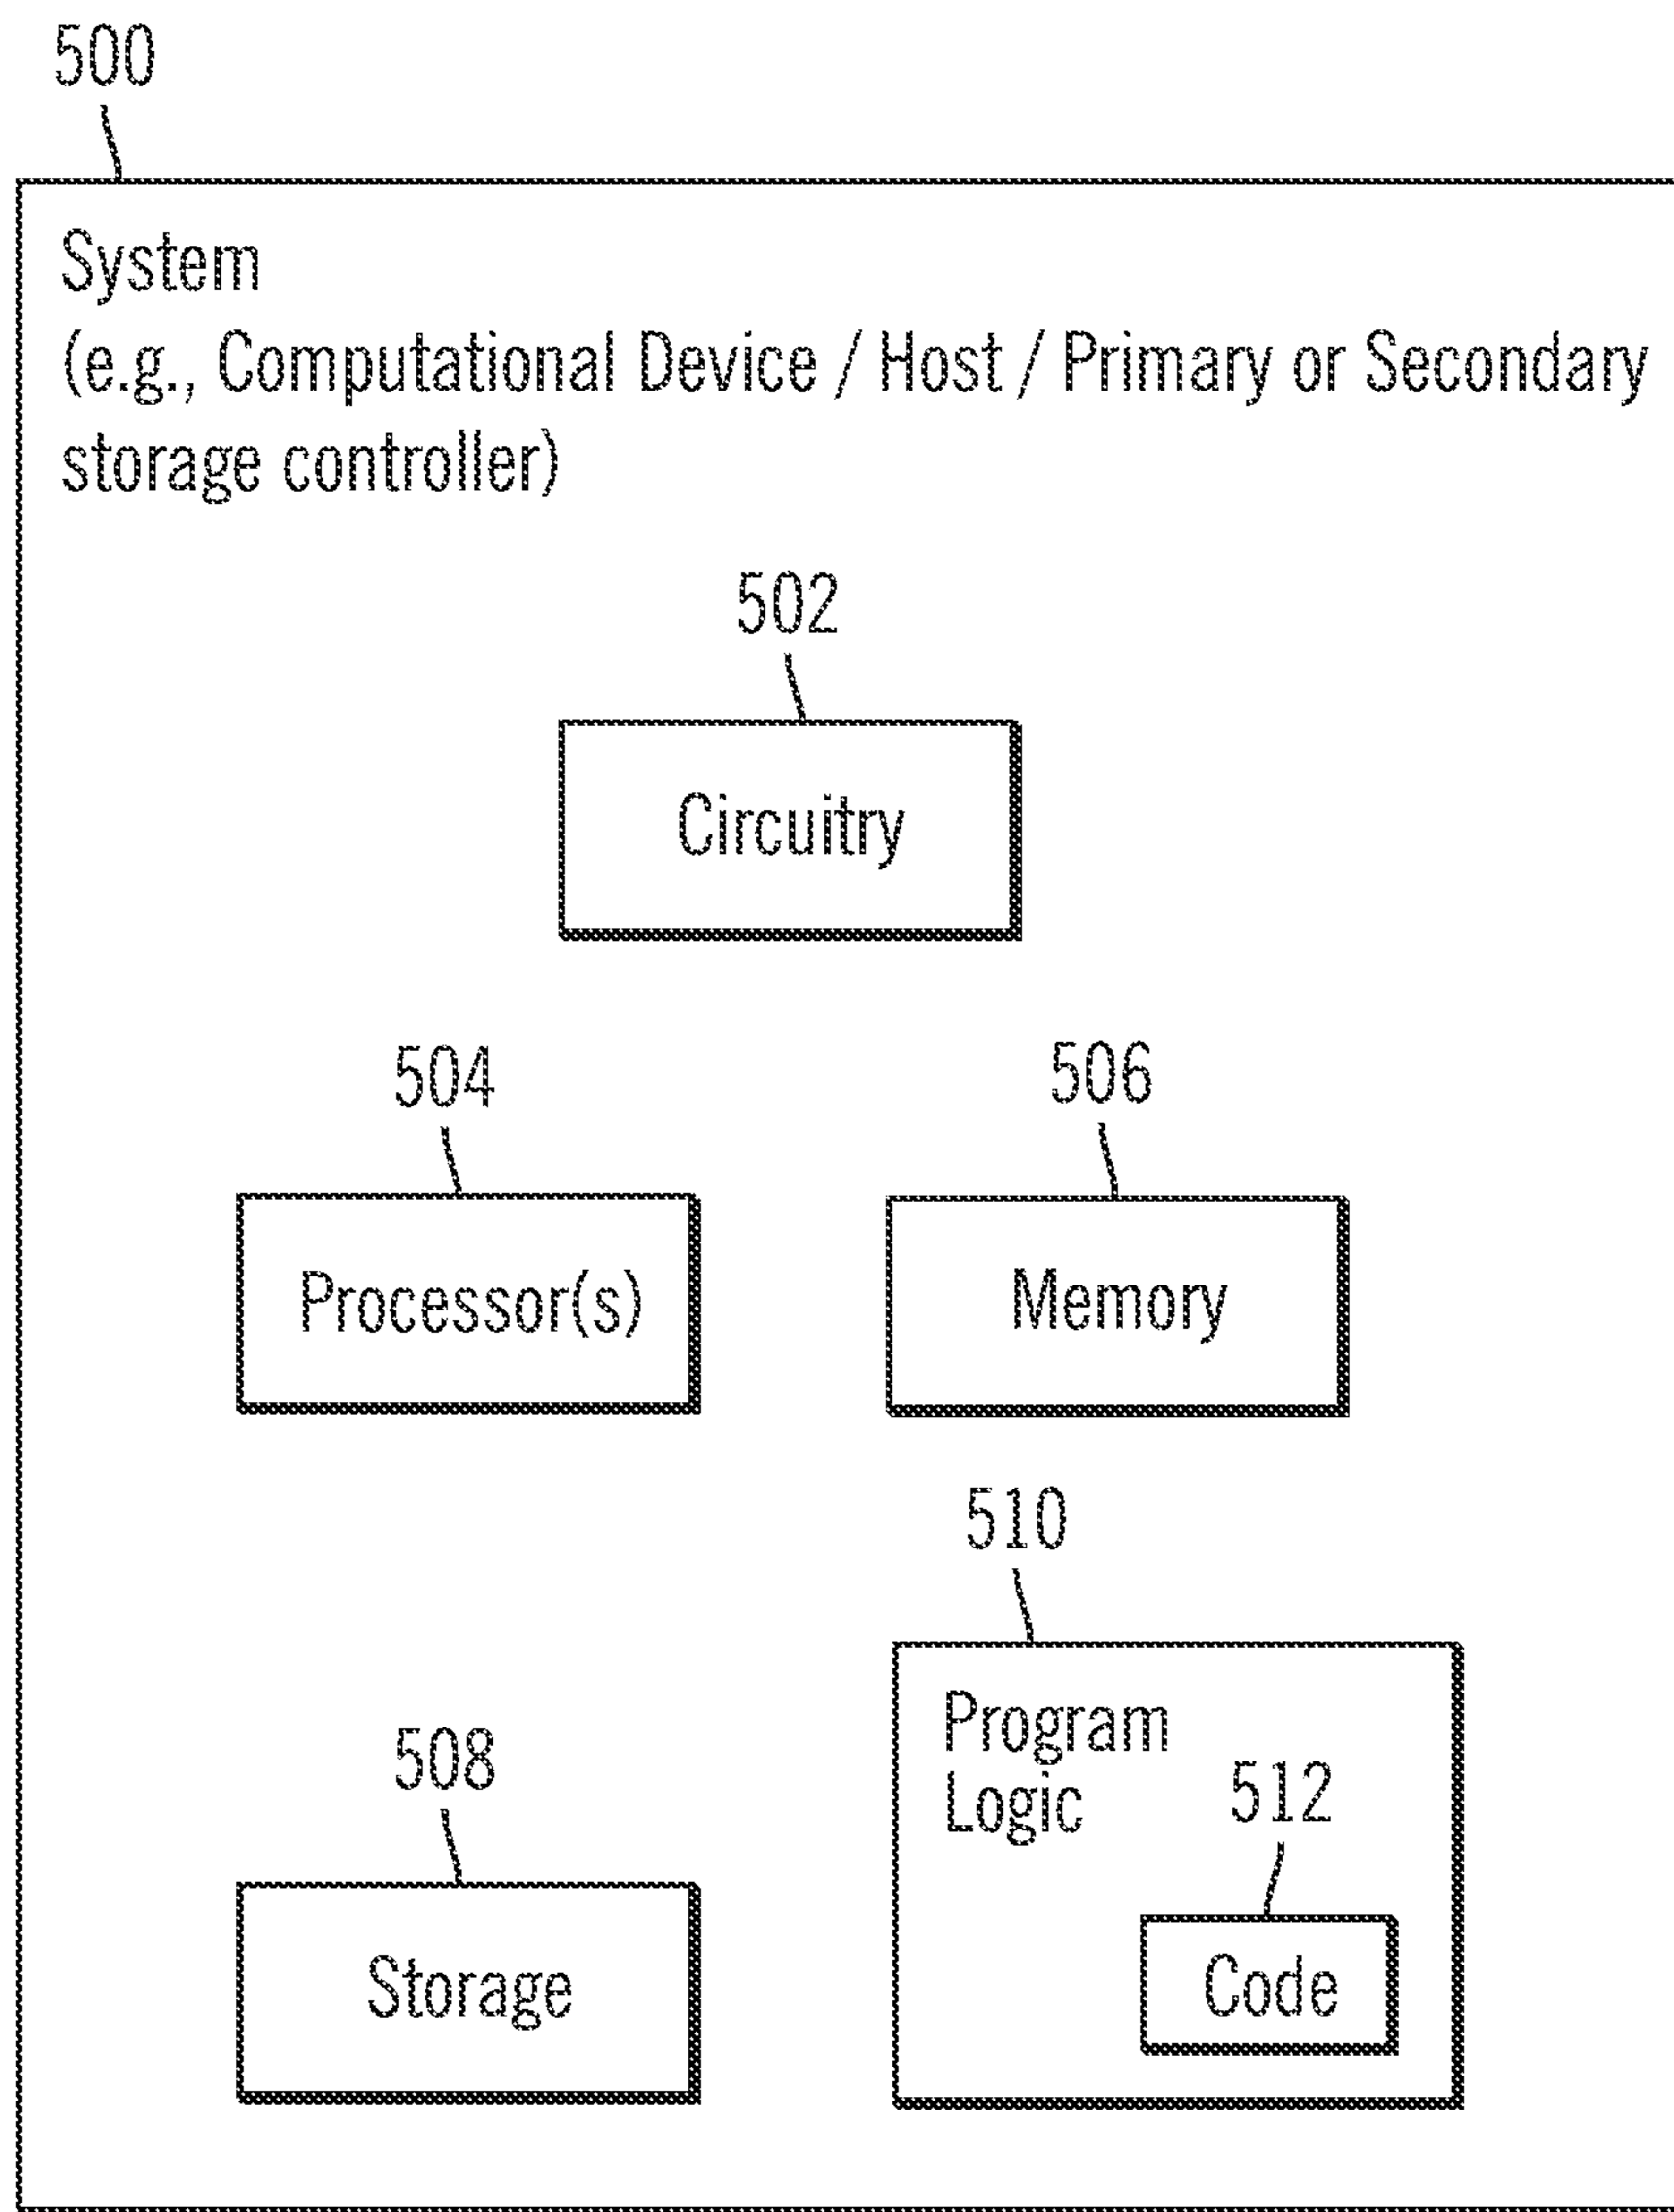 500
System
(e.g., Computational Device / Host / Primary or Secondary
storage controller)
502
Circuitry
504
506
Processor(s)
Memory
510
Program
Logic
508
512
Storage
Code